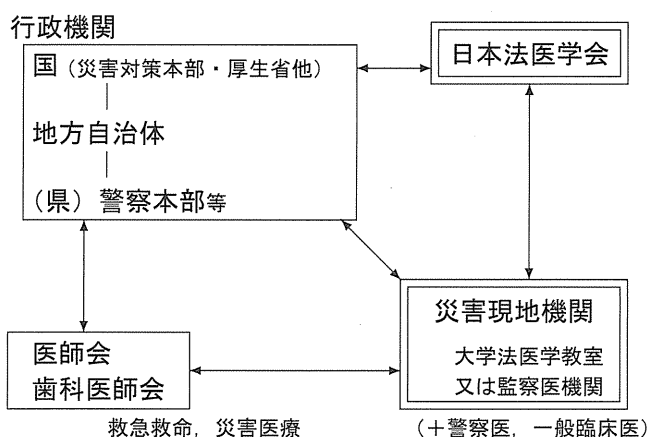 行政機関
国（災害対策本部・厚生省他）
地方自治体
（県）警察本部等
日本法医学会
災害現地機関
大学法医学教室
又は監察医機関
（＋警察医，一般臨床医）
医師会
歯科医師会
救急救命，災害医療